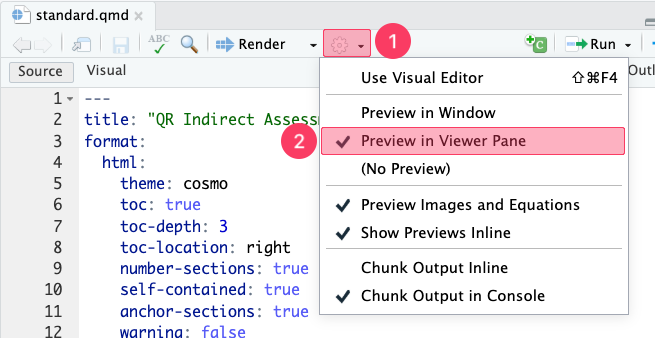 standard.qmd
ABC
Render
1
C
Run
Source
Visual
Outl
Use Visual Editor ⇧⌘F4
Preview in Window
2
Preview in Viewer Pane
(No Preview)
Preview Images and Equations
Show Previews Inline
Chunk Output Inline
Chunk Output in Console
1 ---
2 title: "QR Indirect Assessm
3 format:
4 html:
5 theme: cosmo
6 toc: true
7 toc-depth: 3
8 toc-location: right
9 number-sections: true
10 self-contained: true
11 anchor-sections: true
12 warning: false